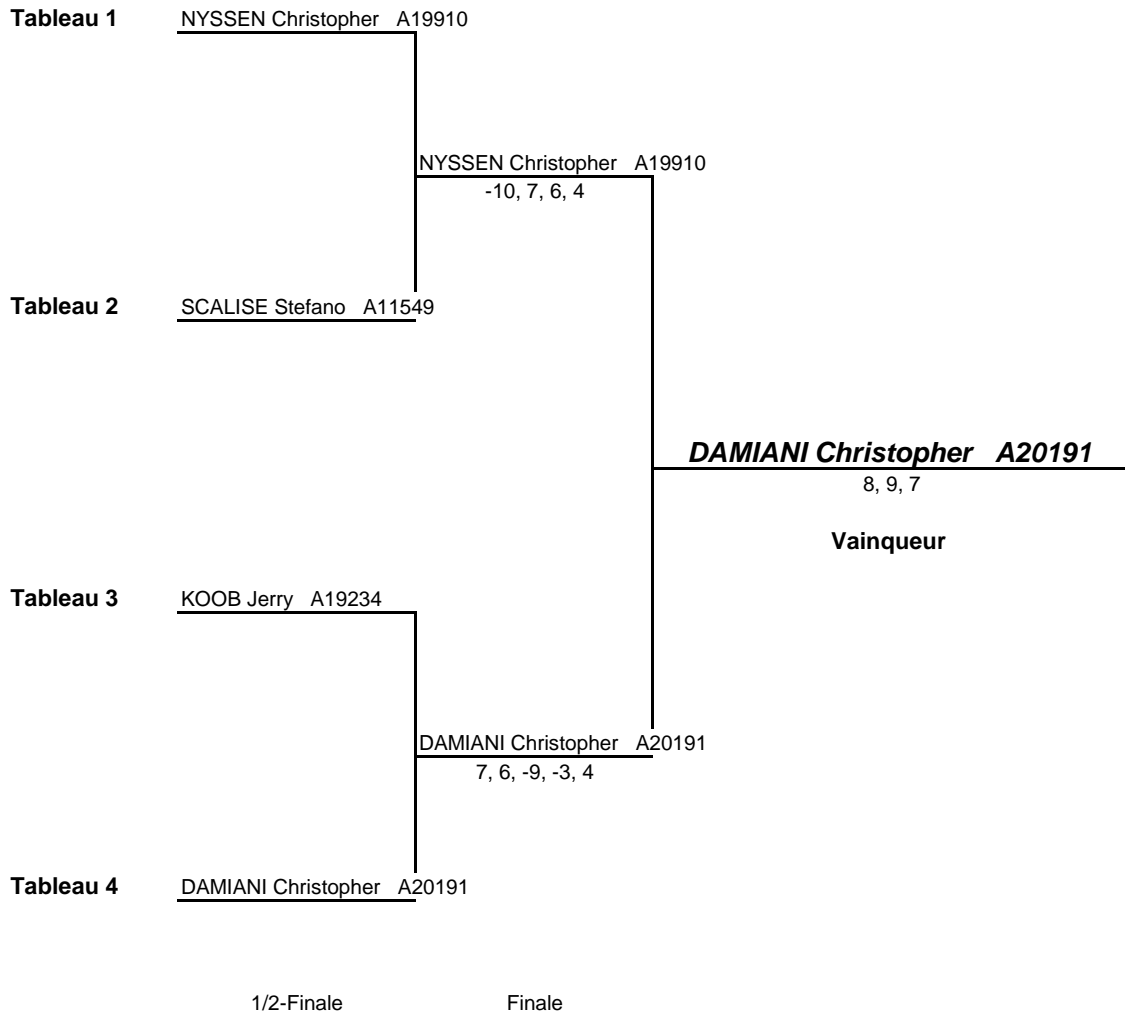 Tableau 1 NYSSEN Christopher A19910
NYSSEN Christopher A19910
-10, 7, 6, 4
Tableau 2 SCALISE Stefano A11549
DAMIANI Christopher A20191
8, 9, 7
Vainqueur
Tableau 3 KOOB Jerry A19234
DAMIANI Christopher A20191
7, 6, -9, -3, 4
Tableau 4 DAMIANI Christopher A20191
1/2-Finale Finale